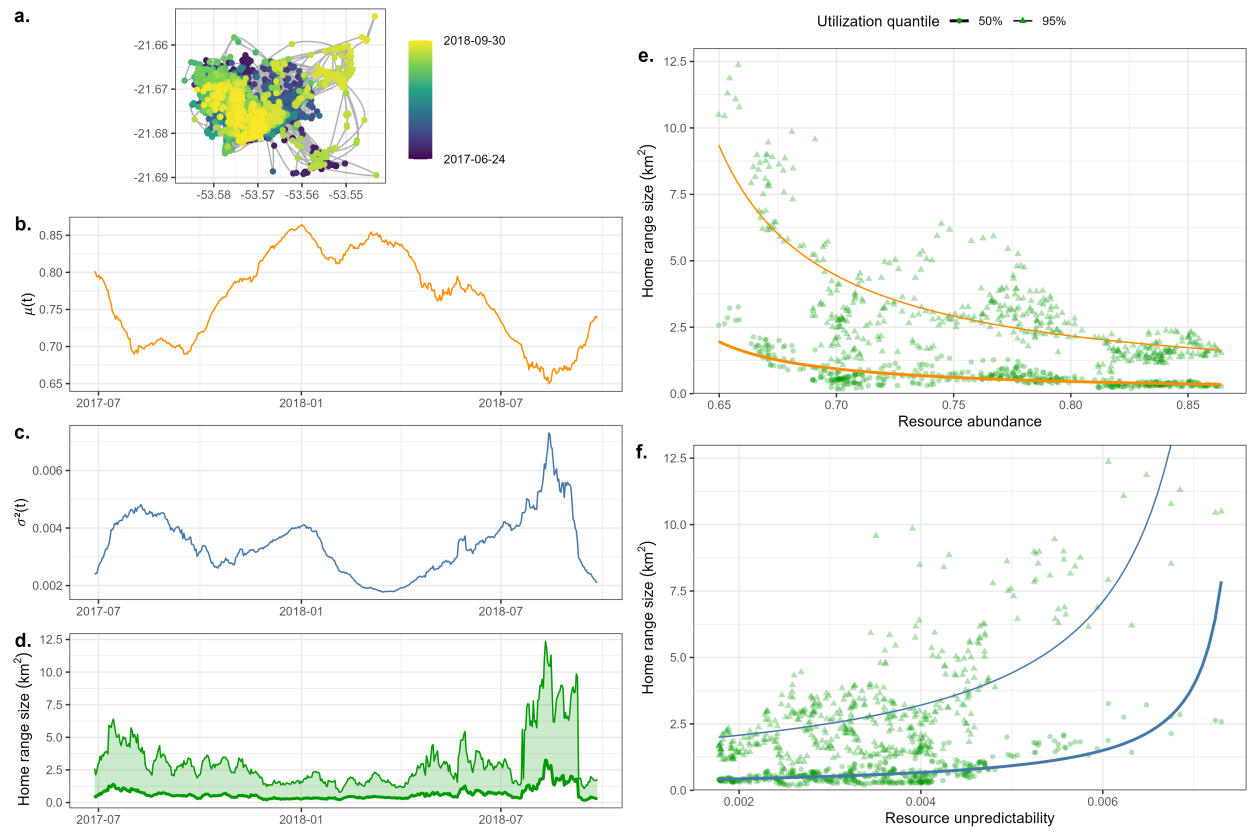 a.
-21.66
-21.67
-21.68
-21.69
-53.58 -53.57 -53.56 -53.55
2018-09-30
2017-06-24
b.
μ(t)
0.85
0.80
0.75
0.70
0.65
2017-07 2018-01 2018-07
c.
σ²(t)
0.006
0.004
0.002
2017-07 2018-01 2018-07
d.
Home range size (km²)
12.5
10.0
7.5
5.0
2.5
0.0
2017-07 2018-01 2018-07
Utilization quantile 50% 95%
e.
Home range size (km²)
12.5
10.0
7.5
5.0
2.5
0.0
0.65 0.70 0.75 0.80 0.85
Resource abundance
f.
Home range size (km²)
12.5
10.0
7.5
5.0
2.5
0.0
0.002 0.004 0.006
Resource unpredictability